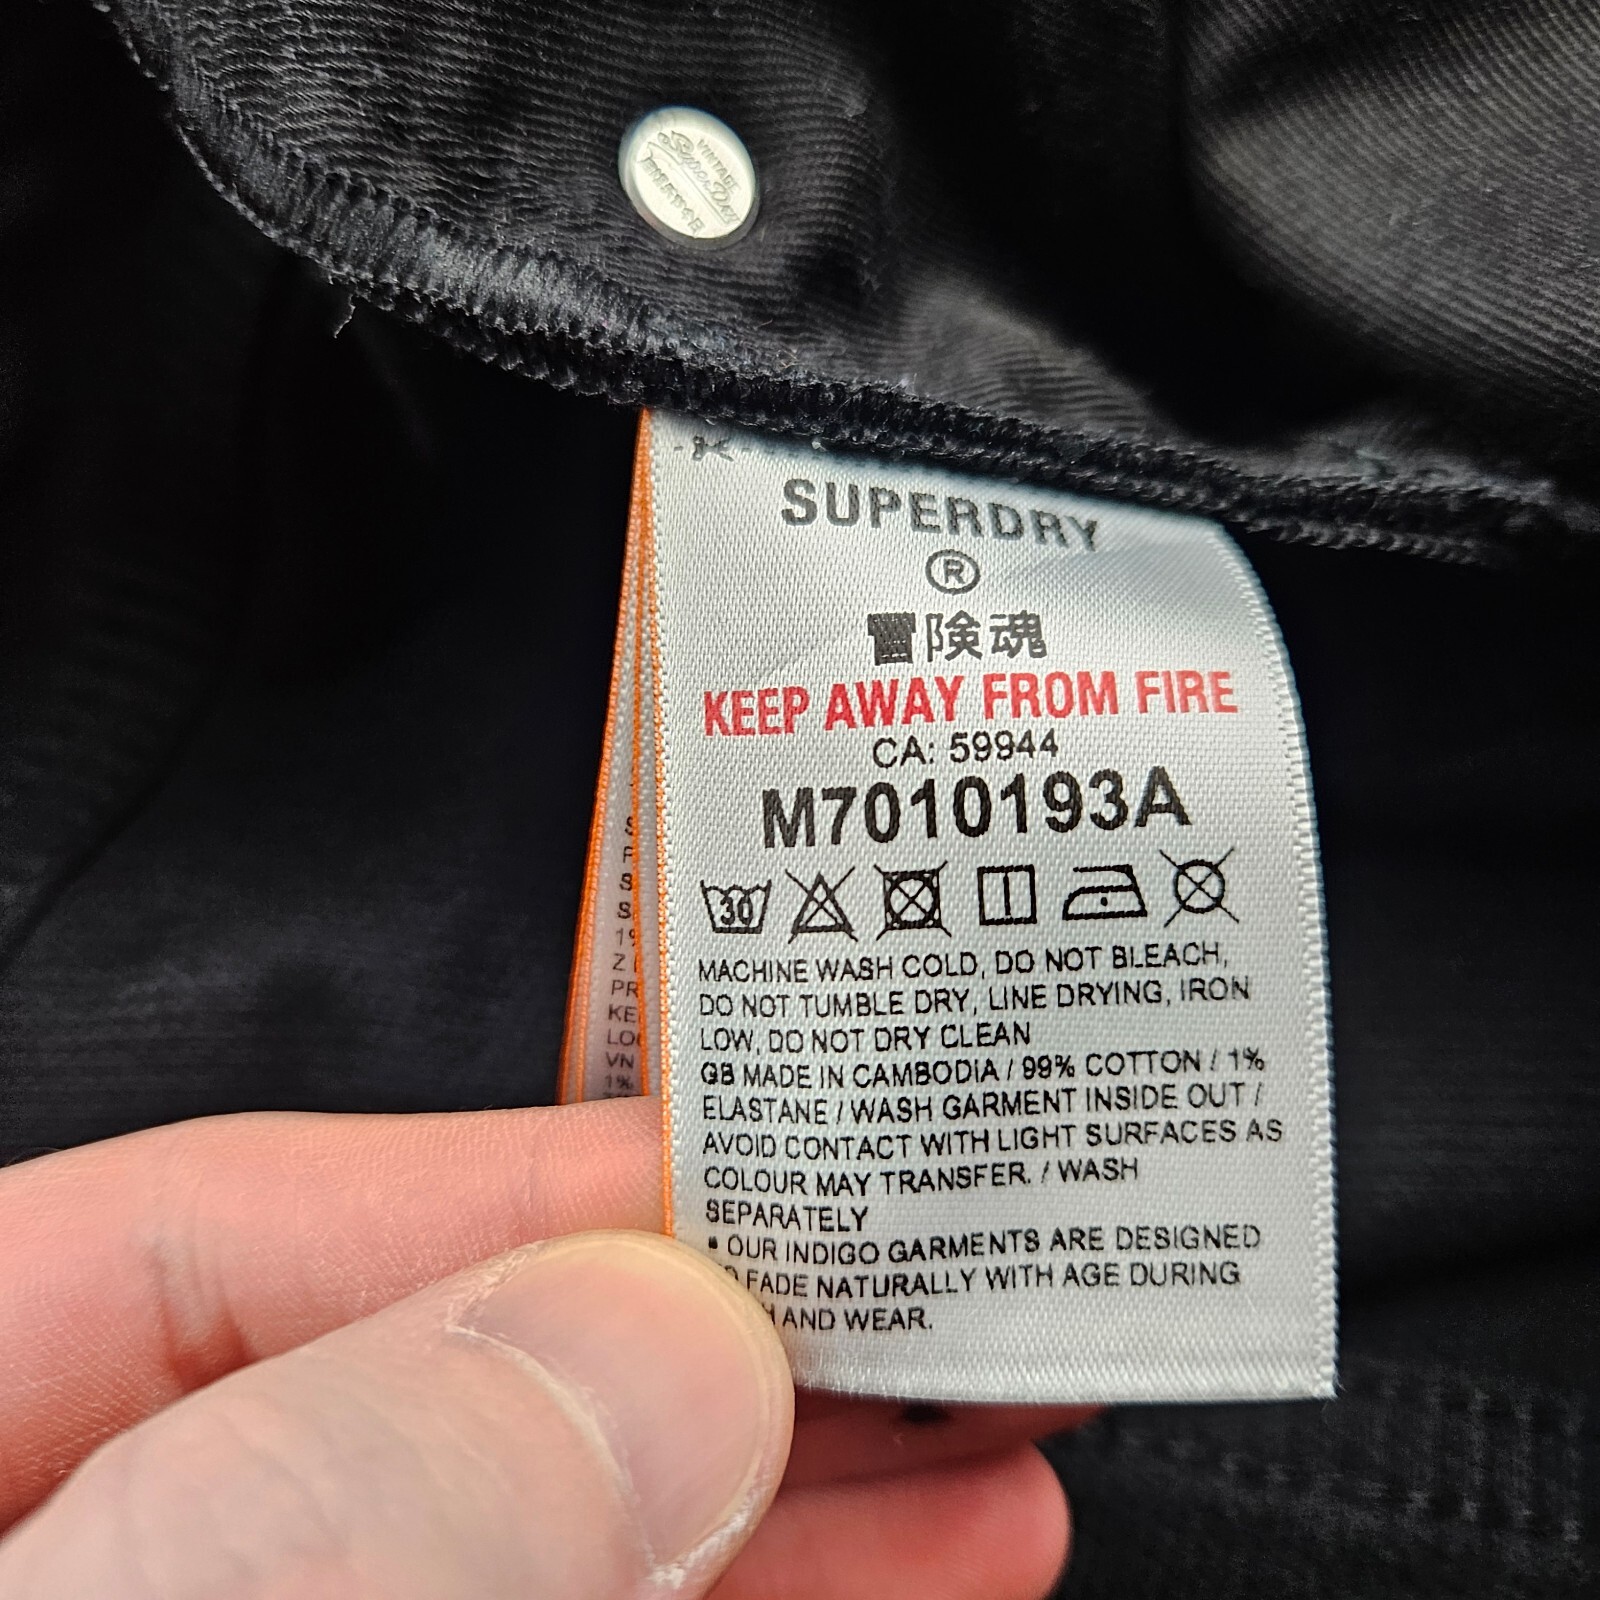 VINTAGE
SuperDry
SUPERDRY
®
冒険魂
KEEP AWAY FROM FIRE
CA: 59944
M7010193A
30
MACHINE WASH COLD, DO NOT BLEACH,
DO NOT TUMBLE DRY, LINE DRYING, IRON
LOW, DO NOT DRY CLEAN
GB MADE IN CAMBODIA / 99% COTTON / 1%
ELASTANE / WASH GARMENT INSIDE OUT /
AVOID CONTACT WITH LIGHT SURFACES AS
COLOUR MAY TRANSFER. / WASH
SEPARATELY
• OUR INDIGO GARMENTS ARE DESIGNED
FADE NATURALLY WITH AGE DURING
AND WEAR.